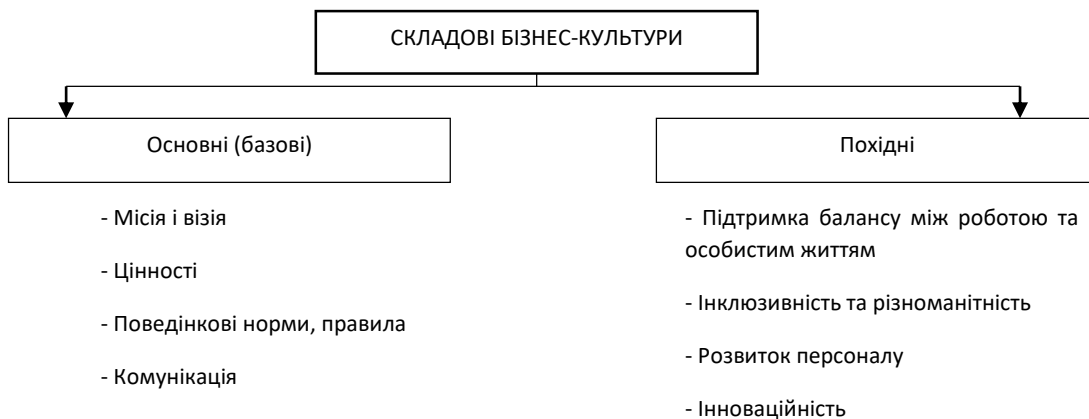 СКЛАДОВІ БІЗНЕС-КУЛЬТУРИ
Основні (базові)
- Місія і візія
- Цінності
- Поведінкові норми, правила
- Комунікація
Похідні
- Підтримка балансу між роботою та
особистим життям
- Інклюзивність та різноманітність
- Розвиток персоналу
- Інноваційність